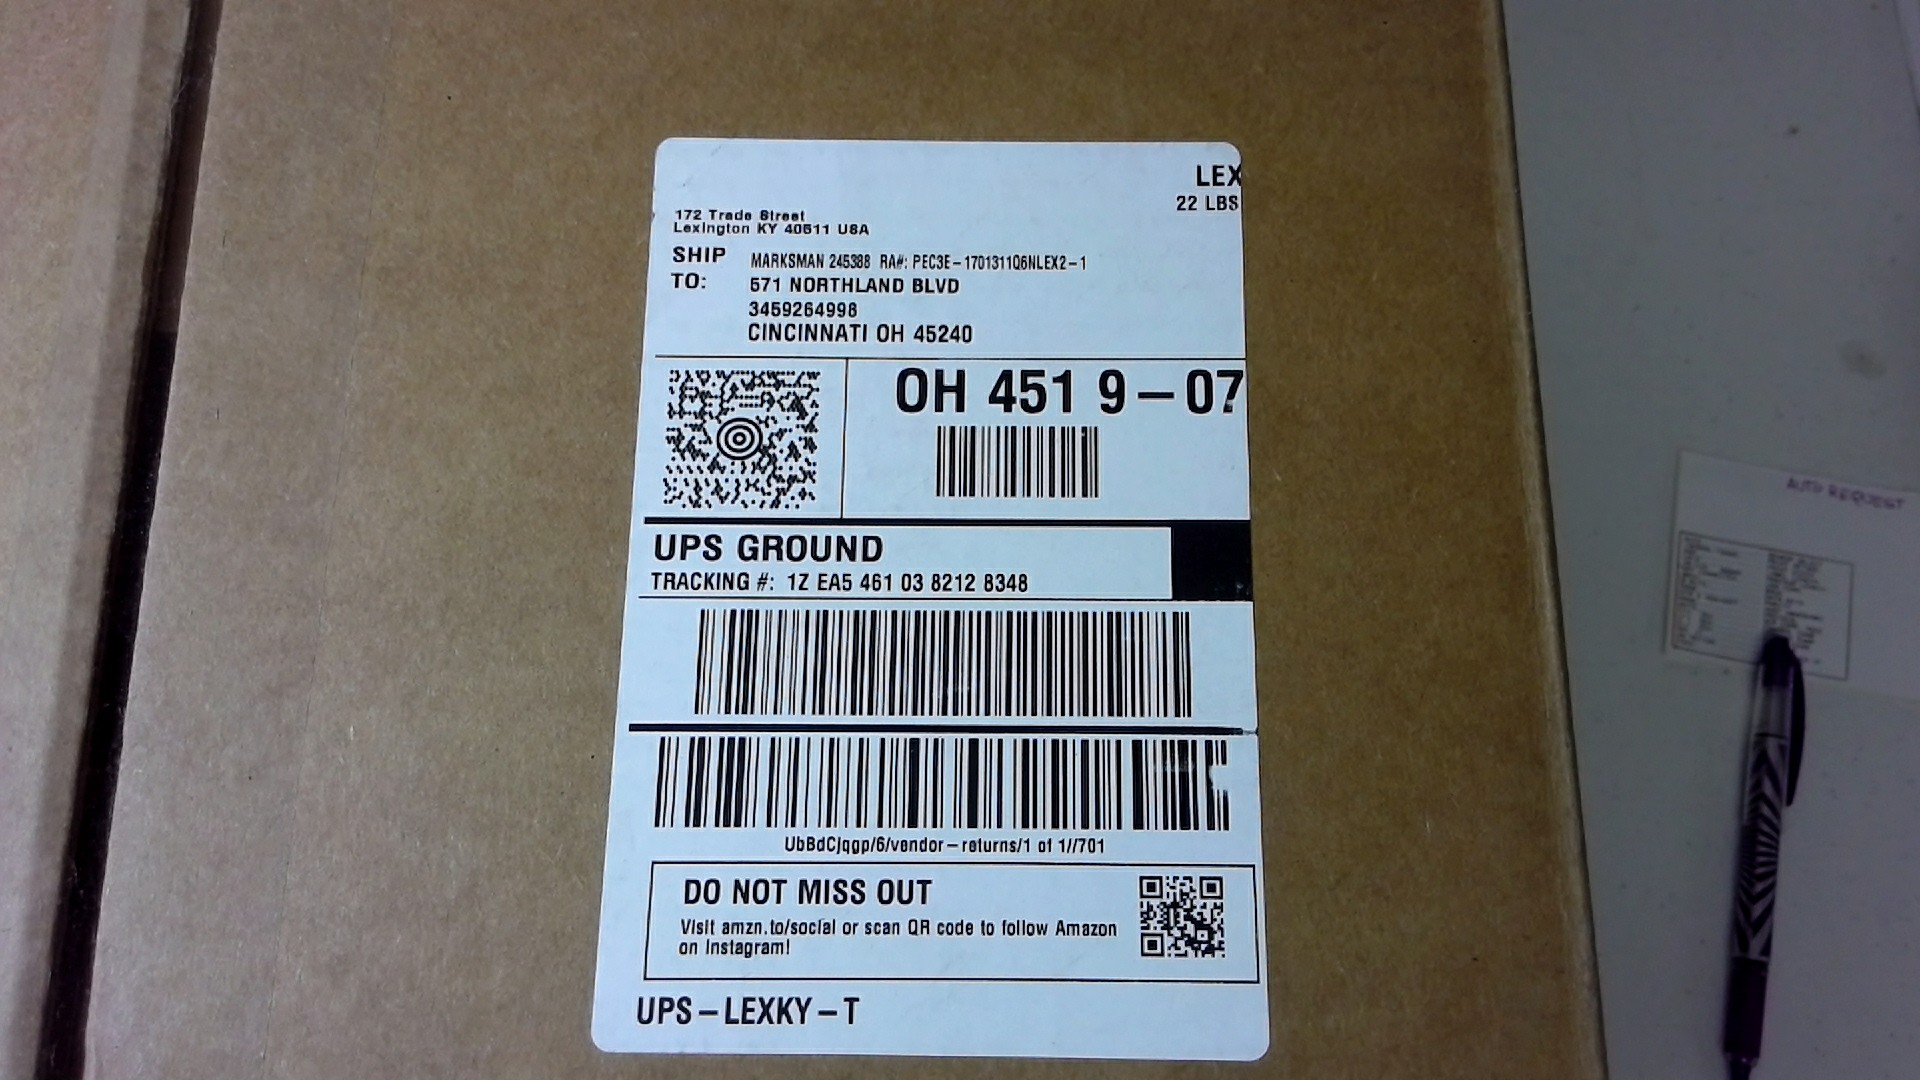 LEX
22 LBS
172 Trade Street
Lexington KY 40511 USA
SHIP
TO:
MARKSMAN 245388 RA#: PEC3E-1701311Q6NLEX2-1
571 NORTHLAND BLVD
3459264998
CINCINNATI OH 45240
OH 451 9-07
UPS GROUND
TRACKING #: 1Z EA5 461 03 8212 8348
UbBdCjqgp/6/vendor-returns/1 of 1//701
DO NOT MISS OUT
Visit amzn.to/social or scan QR code to follow Amazon
on Instagram!
UPS-LEXKY-T